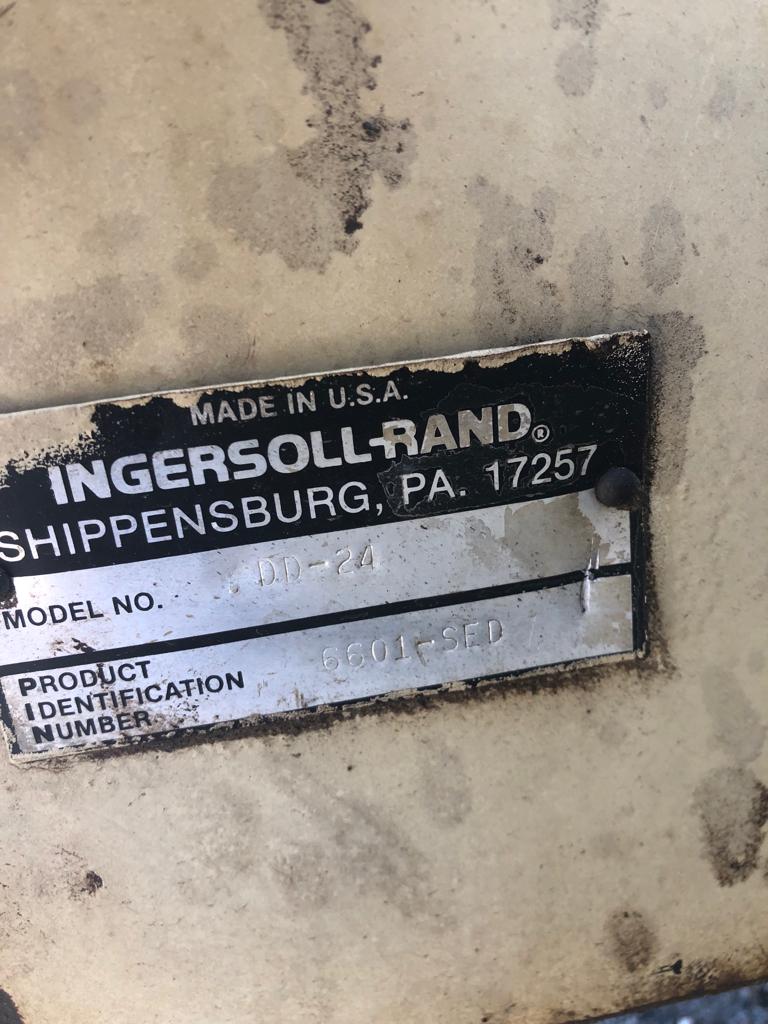 MADE IN U.S.A.
INGERSOLL-RAND®
SHIPPENSBURG, PA. 17257
MODEL NO. DD-24
PRODUCT
IDENTIFICATION
NUMBER
6601-SED